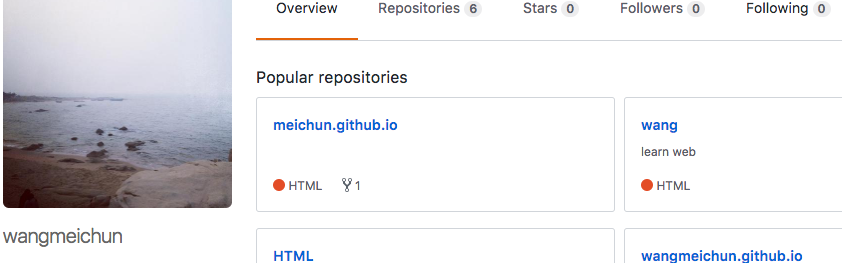 Overview Repositories 6 Stars 0 Followers 0 Following 0
Popular repositories
meichun.github.io
HTML 1
wang
learn web
HTML
wangmeichun
HTML
wangmeichun.github.io